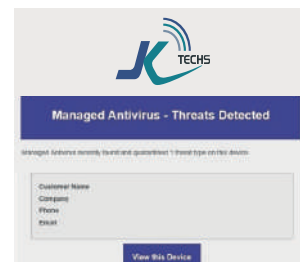 JK
TECHS
Managed Antivirus - Threats Detected
Managed Antivirus recently found and quarantined 1 threat type on this device.
Customer Name
Company
Phone
Email
View this Device